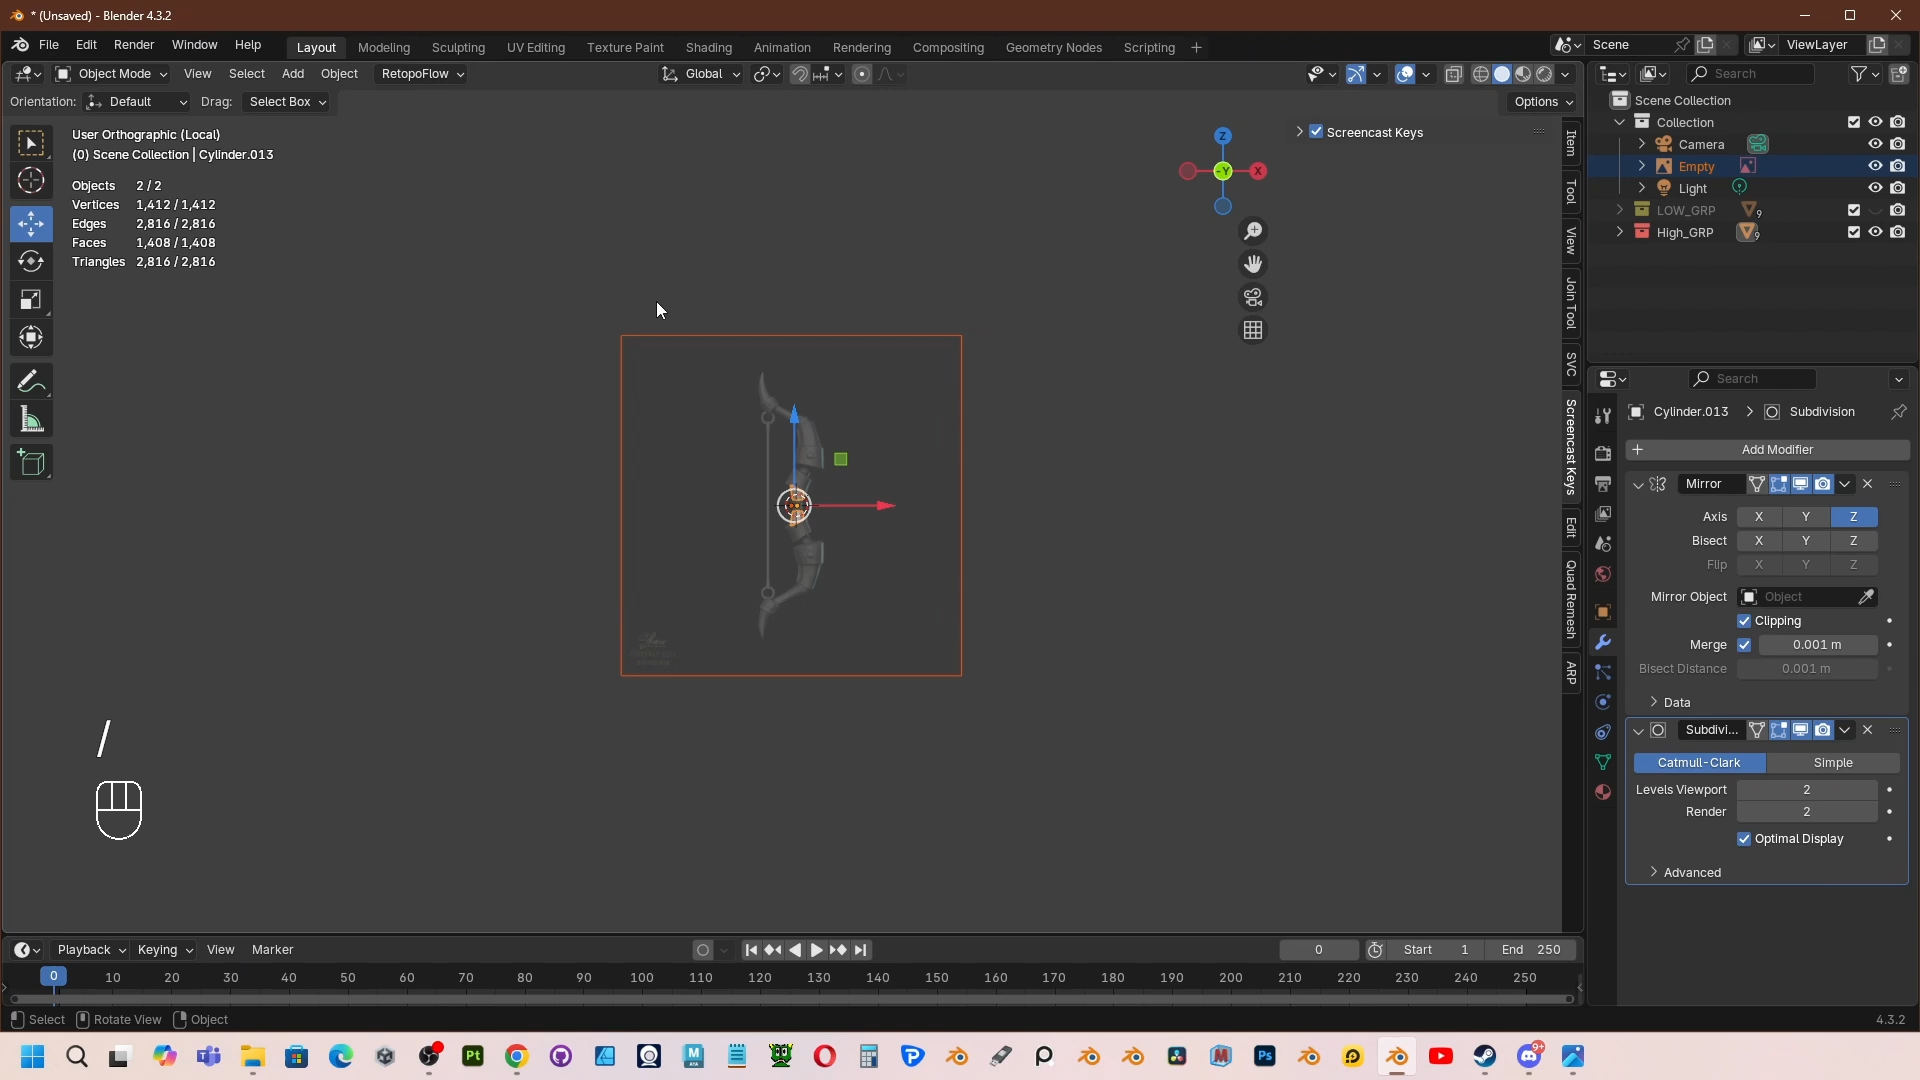 * (Unsaved) - Blender 4.3.2
File Edit Render Window Help
Layout Modeling Sculpting UV Editing Texture Paint Shading Animation Rendering Compositing Geometry Nodes Scripting
Scene
ViewLayer
Object Mode View Select Add Object RetopoFlow
Global
Search
Orientation: Default Drag: Select Box
Options
User Orthographic (Local)
(0) Scene Collection | Cylinder.013
Objects 2 / 2
Vertices 1,412 / 1,412
Edges 2,816 / 2,816
Faces 1,408 / 1,408
Triangles 2,816 / 2,816
Screencast Keys
Z
-Y
X
Item
Tool
View
Join Tool
SVC
Screencast Keys
Edit
Quad Remesh
ARP
Scene Collection
Collection
Camera
Empty
Light
LOW_GRP 9
High_GRP 9
Search
Cylinder.013 > Subdivision
Add Modifier
Mirror
Axis X Y Z
Bisect X Y Z
Flip X Y Z
Mirror Object Object
Clipping
Merge 0.001 m
Bisect Distance 0.001 m
Data
Subdivi...
Catmull-Clark Simple
Levels Viewport 2
Render 2
Optimal Display
Advanced
/
Playback Keying View Marker
0
Start 1
End 250
0 10 20 30 40 50 60 70 80 90 100 110 120 130 140 150 160 170 180 190 200 210 220 230 240 250
Select Rotate View Object
4.3.2
Pt
M
Ps
9+